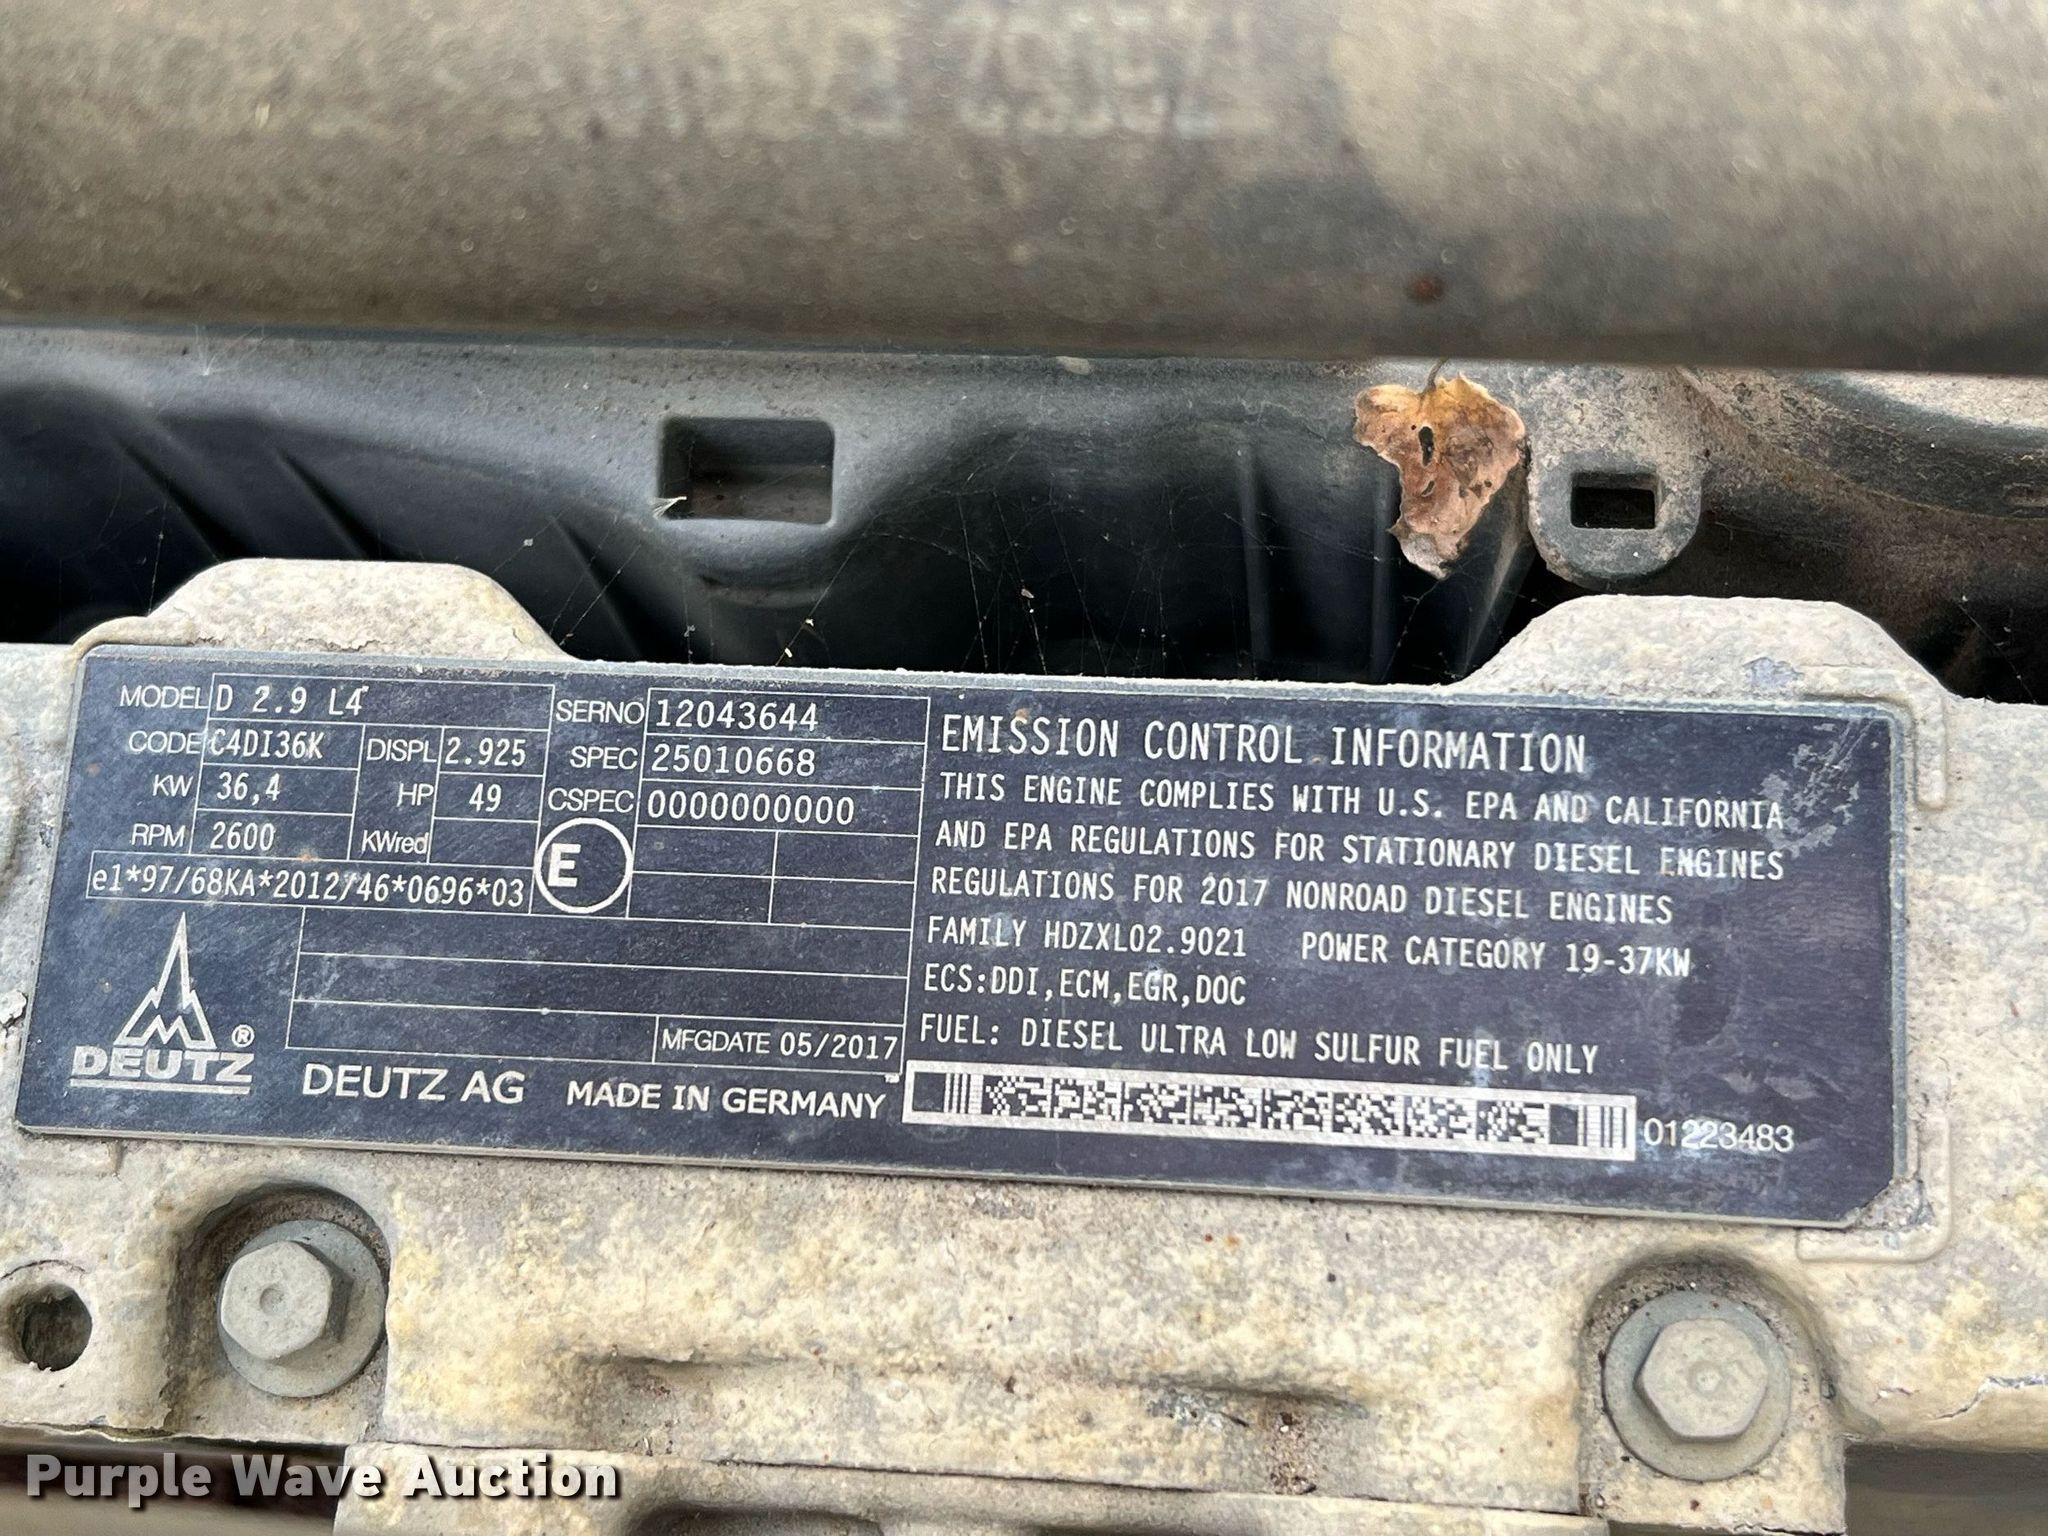 MODEL D 2.9 L4
CODE C4DI36K DISPL 2.925
KW 36,4 HP 49
RPM 2600 KWred
e1*97/68KA*2012/46*0696*03
SERNO 12043644
SPEC 25010668
CSPEC 0000000000
E
DEUTZ ®
MFGDATE 05/2017
DEUTZ AG MADE IN GERMANY
EMISSION CONTROL INFORMATION
THIS ENGINE COMPLIES WITH U.S. EPA AND CALIFORNIA
AND EPA REGULATIONS FOR STATIONARY DIESEL ENGINES
REGULATIONS FOR 2017 NONROAD DIESEL ENGINES
FAMILY HDZXL02.9021 POWER CATEGORY 19-37KW
ECS:DDI,ECM,EGR,DOC
FUEL: DIESEL ULTRA LOW SULFUR FUEL ONLY
01223483
Purple Wave Auction